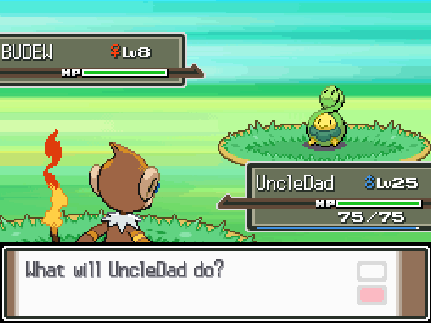 BUDEW ♀Lv8
HP
UncleDad ♂Lv25
HP
75/75
What will UncleDad do?